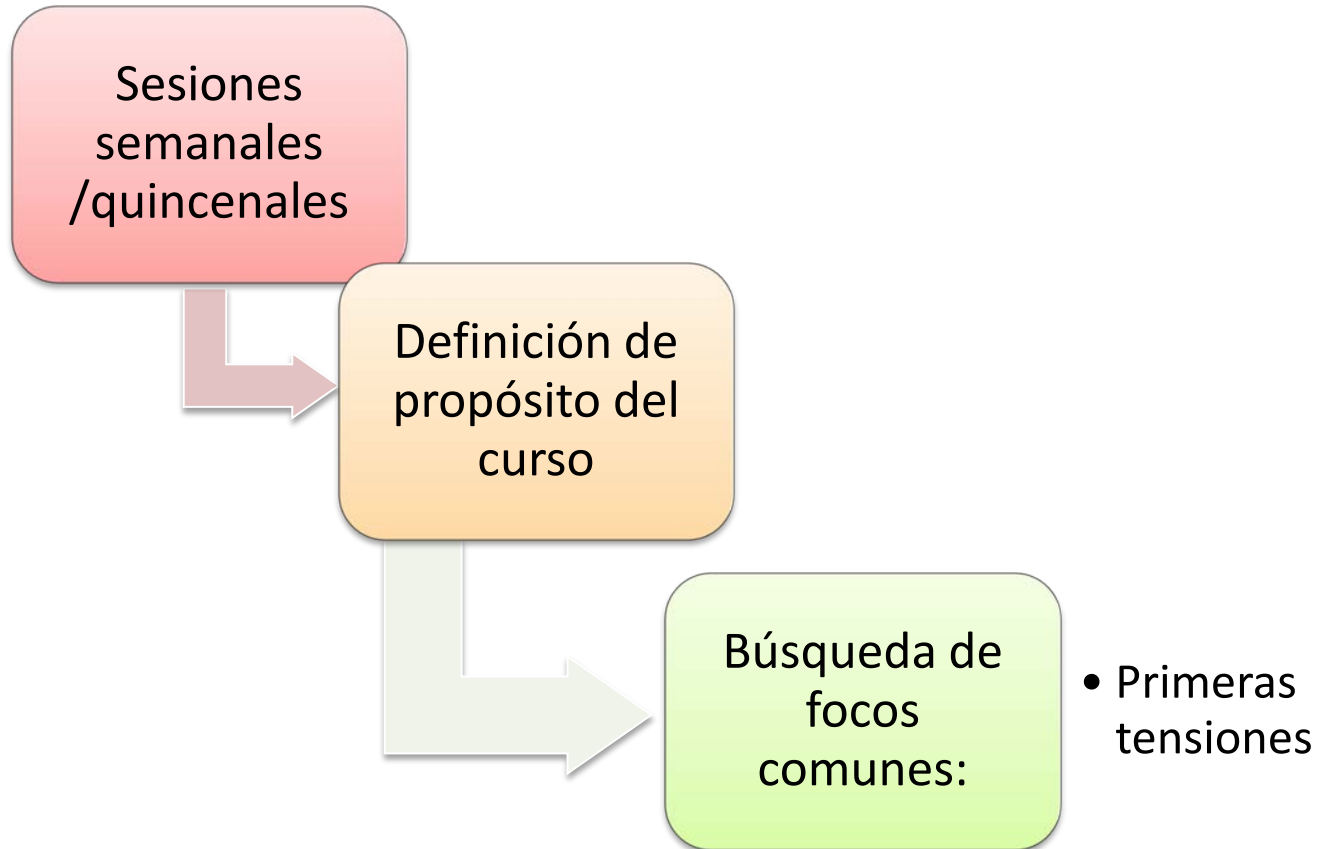 Sesiones
semanales
/quincenales
Definición de
propósito del
curso
Búsqueda de
focos
comunes:
• Primeras
tensiones